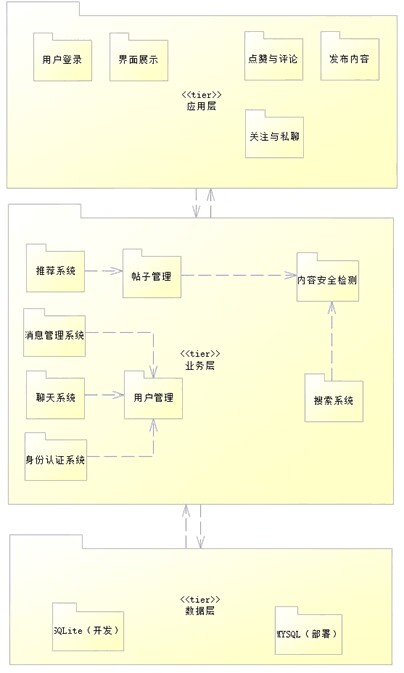 用户登录
界面展示
点赞与评论
发布内容
<<tier>>
应用层
关注与私聊
推荐系统
帖子管理
内容安全检测
消息管理系统
<<tier>>
业务层
聊天系统
用户管理
搜索系统
身份认证系统
<<tier>>
数据层
SQLite（开发）
MYSQL（部署）